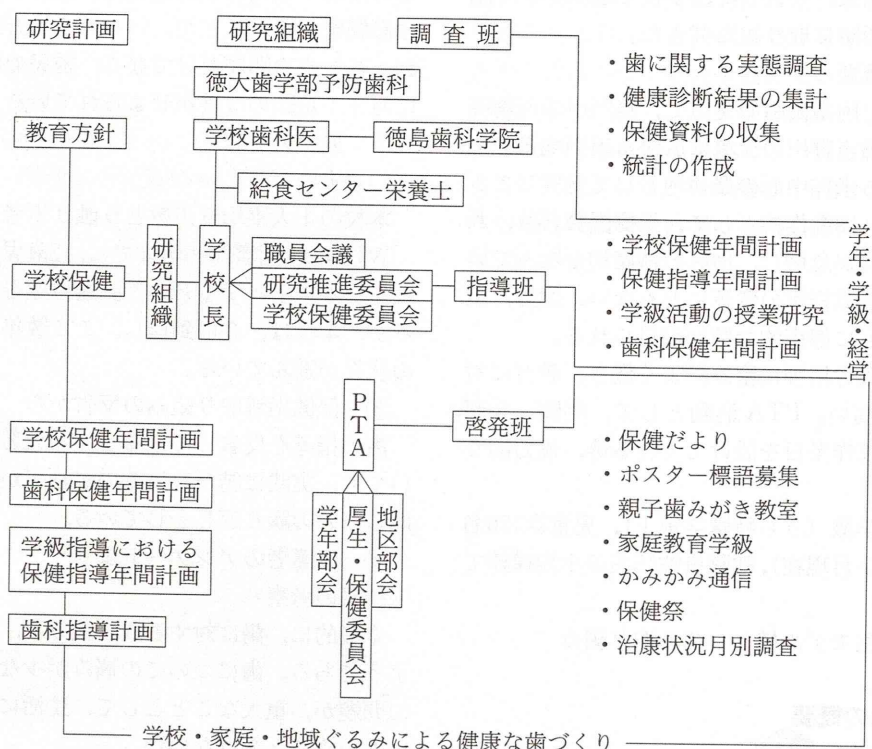 研究計画
研究組織
調査班
徳大歯学部予防歯科
教育方針
学校歯科医
徳島歯科学院
給食センター栄養士
・歯に関する実態調査
・健康診断結果の集計
・保健資料の収集
・統計の作成
学校保健
研究組織
学校長
職員会議
研究推進委員会
学校保健委員会
指導班
・学校保健年間計画
・保健指導年間計画
・学級活動の授業研究
・歯科保健年間計画
学年・学級・経営
PTA
啓発班
学年部会
厚生・保健委員会
地区部会
・保健だより
・ポスター標語募集
・親子歯みがき教室
・家庭教育学級
・かみかみ通信
・保健祭
・治康状況月別調査
学校保健年間計画
歯科保健年間計画
学級指導における
保健指導年間計画
歯科指導計画
学校・家庭・地域ぐるみによる健康な歯づくり